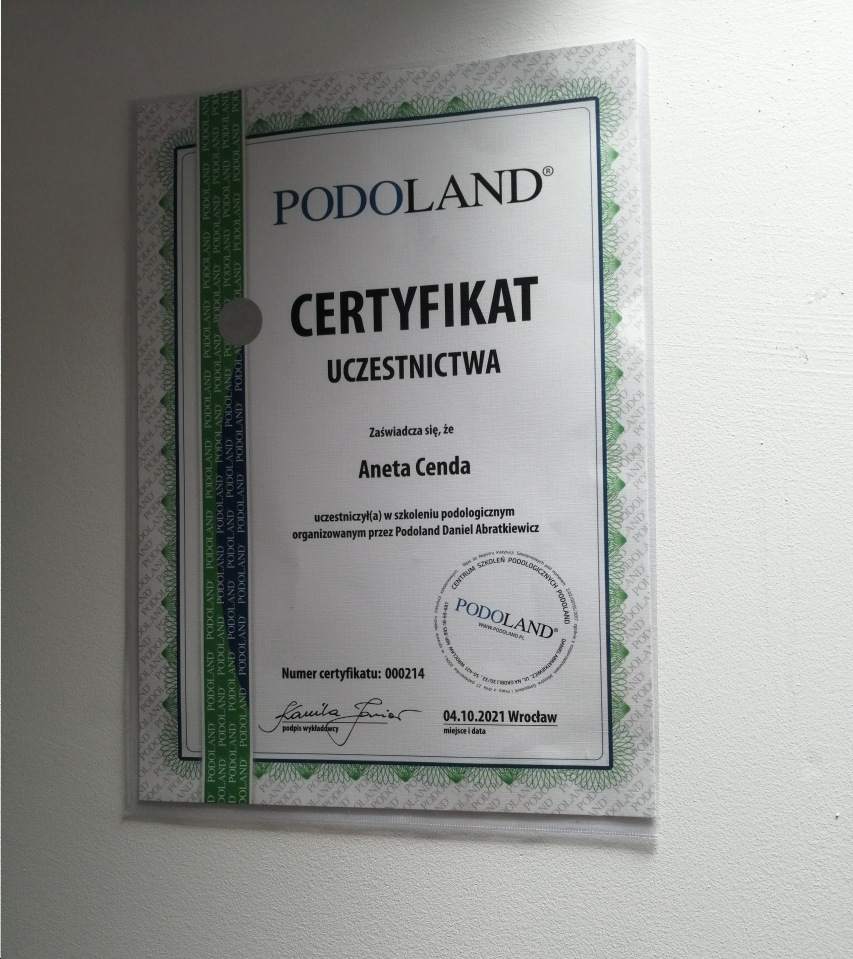 PODOLAND®
CERTYFIKAT
UCZESTNICTWA
Zaświadcza się, że
Aneta Cenda
uczestniczył(a) w szkoleniu podologicznym
organizowanym przez Podoland Daniel Abratkiewicz
CENTRUM SZKOLEŃ PODOLOGICZNYCH PODOLAND
PODOLAND®
WWW.PODOLAND.PL
Numer certyfikatu: 000214
Kamila
podpis wykładowcy
04.10.2021 Wrocław
miejsce i data